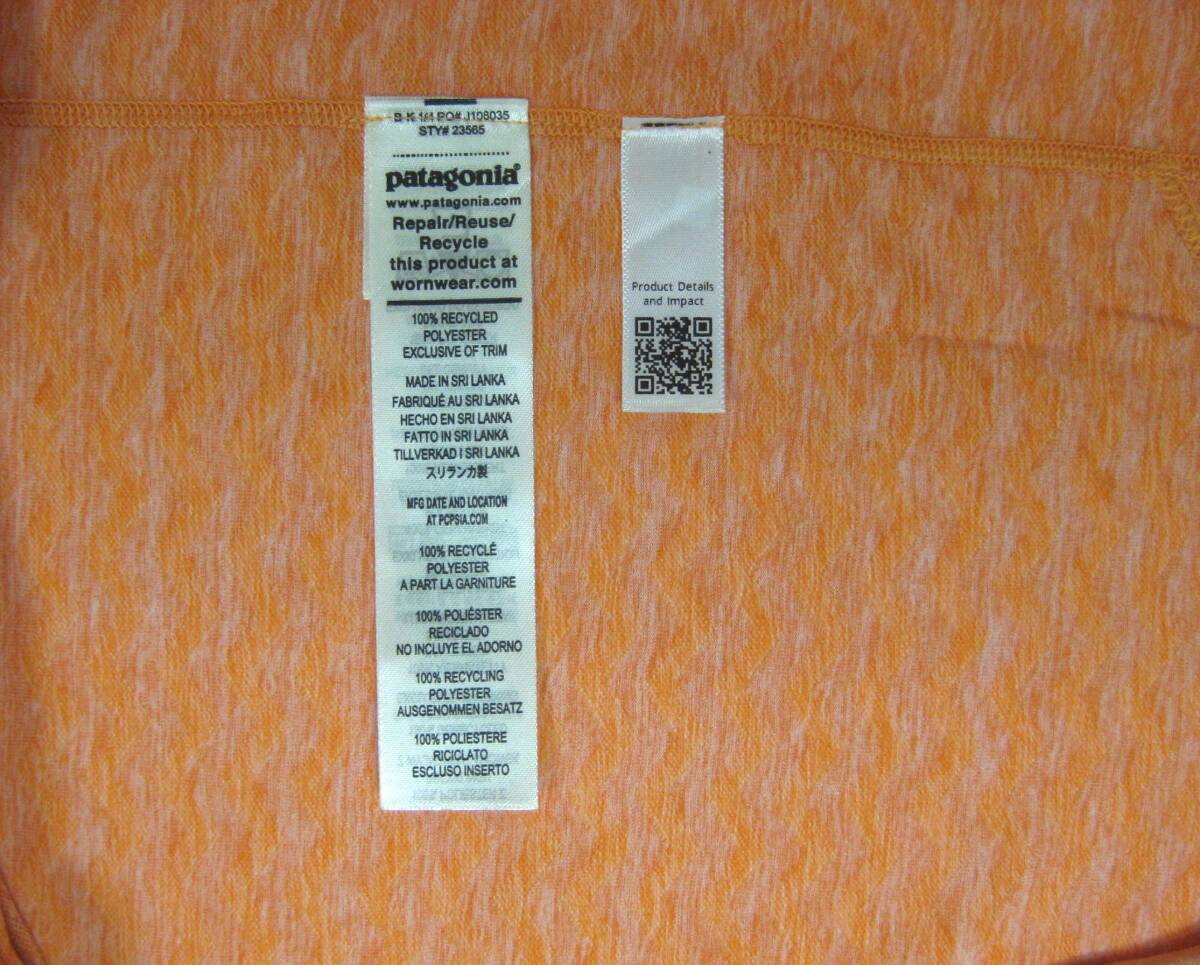 PO# J108035
STY# 23565
patagonia®
www.patagonia.com
Repair/Reuse/
Recycle
this product at
wornwear.com
100% RECYCLED
POLYESTER
EXCLUSIVE OF TRIM
MADE IN SRI LANKA
FABRIQUÉ AU SRI LANKA
HECHO EN SRI LANKA
FATTO IN SRI LANKA
TILLVERKAD I SRI LANKA
スリランカ製
MFG DATE AND LOCATION
AT PCPSIA.COM
100% RECYCLÉ
POLYESTER
A PART LA GARNITURE
100% POLIÉSTER
RECICLADO
NO INCLUYE EL ADORNO
100% RECYCLING
POLYESTER
AUSGENOMMEN BESATZ
100% POLIESTERE
RICICLATO
ESCLUSO INSERTO
Product Details
and Impact